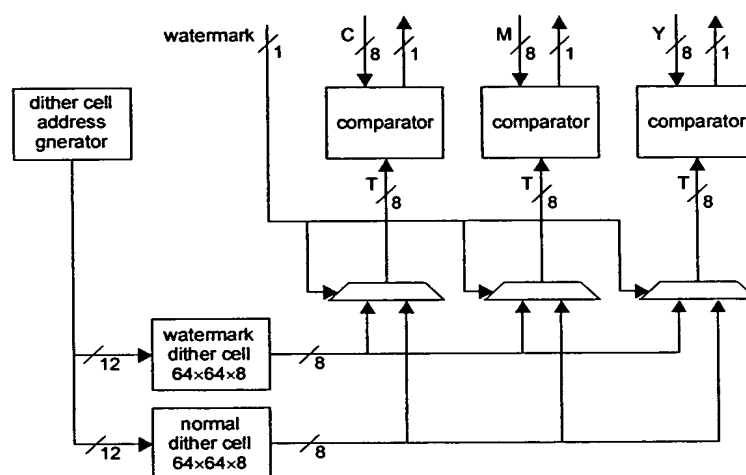 watermark 1 C 8 1 M 8 1 Y 8 1
dither cell
address
gnerator
comparator comparator comparator
T 8 T 8 T 8
watermark
dither cell
64×64×8
12 8
normal
dither cell
64×64×8
12 8